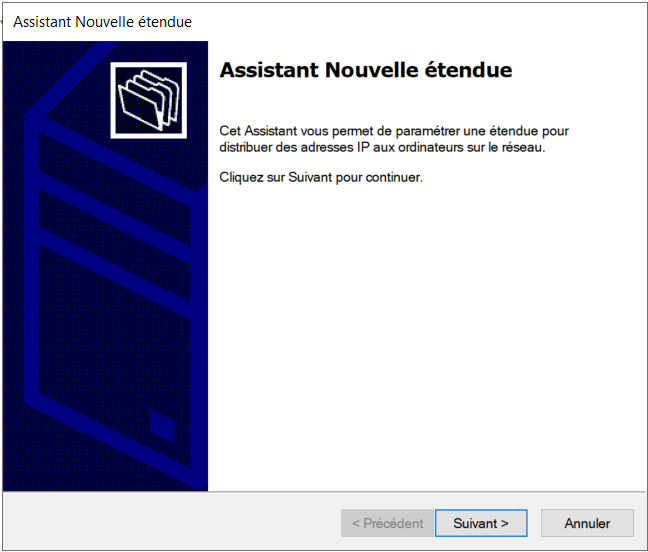 Assistant Nouvelle étendue
Assistant Nouvelle étendue
Cet Assistant vous permet de paramétrer une étendue pour
distribuer des adresses IP aux ordinateurs sur le réseau.
Cliquez sur Suivant pour continuer.
< Précédent
Suivant >
Annuler